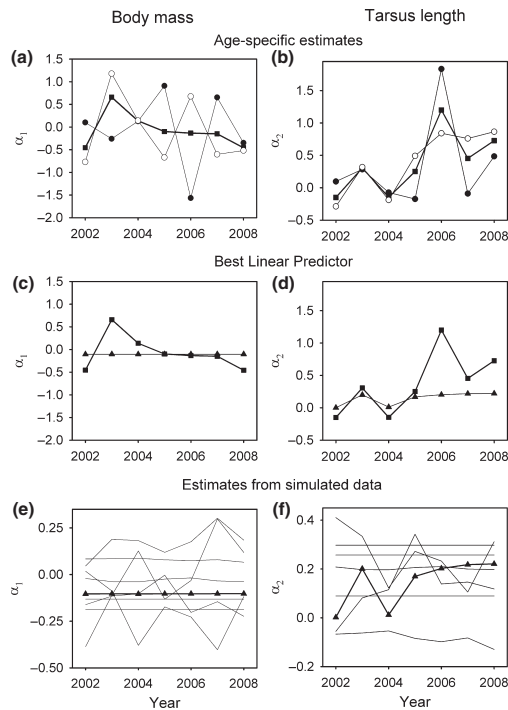 Body mass Tarsus length
Age-specific estimates
(a) (b)
α1 α2
1.5
1.0
0.5
0.0
–0.5
–1.0
–1.5
–2.0
2002 2004 2006 2008
1.5
1.0
0.5
0.0
–0.5
2002 2004 2006 2008
Best Linear Predictor
(c) (d)
α1 α2
1.5
1.0
0.5
0.0
–0.5
–1.0
–1.5
–2.0
2002 2004 2006 2008
1.5
1.0
0.5
0.0
–0.5
2002 2004 2006 2008
Estimates from simulated data
(e) (f)
α1 α2
0.25
0.00
–0.25
–0.50
2002 2004 2006 2008
Year
0.4
0.2
0.0
–0.2
2002 2004 2006 2008
Year